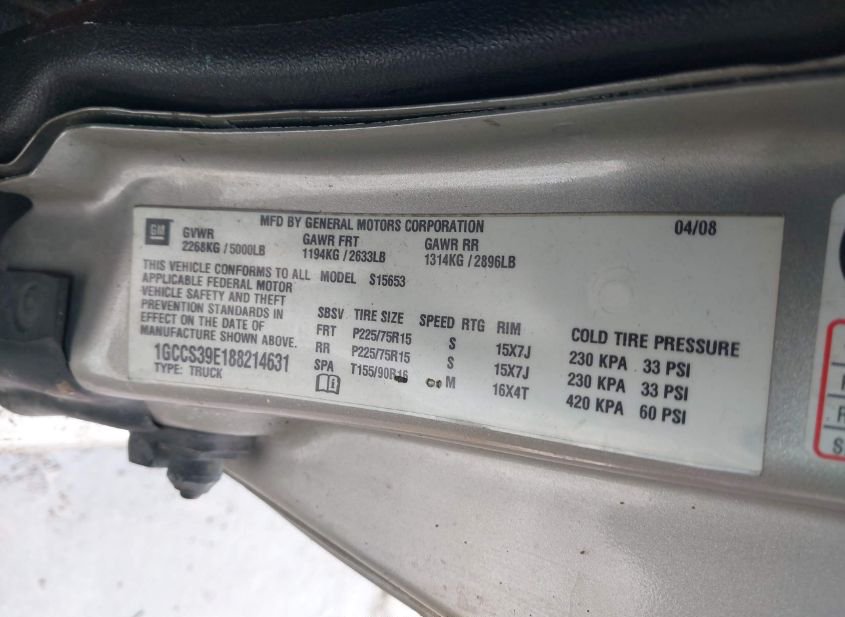 GM
MFD BY GENERAL MOTORS CORPORATION
04/08
GVWR GAWR FRT GAWR RR
2268KG / 5000LB 1194KG / 2633LB 1314KG / 2896LB
THIS VEHICLE CONFORMS TO ALL
APPLICABLE FEDERAL MOTOR
VEHICLE SAFETY AND THEFT
PREVENTION STANDARDS IN
EFFECT ON THE DATE OF
MANUFACTURE SHOWN ABOVE.
1GCCS39E188214631
TYPE: TRUCK
MODEL S15653
SBSV TIRE SIZE SPEED RTG RIM COLD TIRE PRESSURE
FRT P225/75R15 S 15X7J 230 KPA 33 PSI
RR P225/75R15 S 15X7J 230 KPA 33 PSI
SPA T155/90R16 M 16X4T 420 KPA 60 PSI